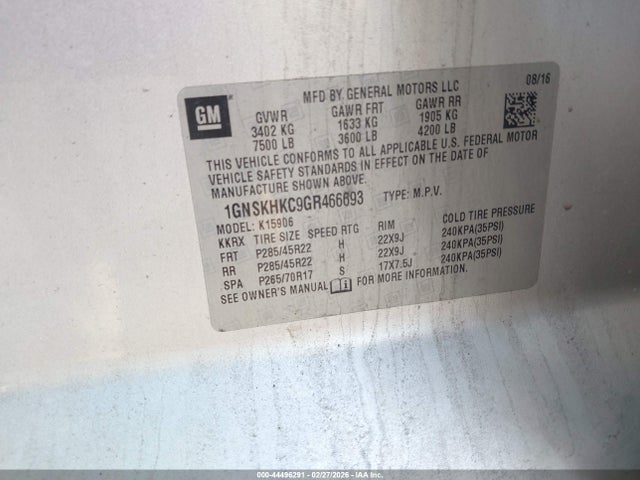 GM
MFD BY GENERAL MOTORS LLC
08/16
GVWR GAWR FRT GAWR RR
3402 KG 1633 KG 1905 KG
7500 LB 3600 LB 4200 LB
THIS VEHICLE CONFORMS TO ALL APPLICABLE U.S. FEDERAL MOTOR
VEHICLE SAFETY STANDARDS IN EFFECT ON THE DATE OF
MANUFACTURE SHOWN ABOVE.
1GNSKHKC9GR466693 TYPE: M.P.V.
MODEL: K15906
KKRX TIRE SIZE SPEED RTG RIM COLD TIRE PRESSURE
FRT P285/45R22 H 22X9J 240KPA(35PSI)
RR P285/45R22 H 22X9J 240KPA(35PSI)
SPA P265/70R17 S 17X7.5J 240KPA(35PSI)
SEE OWNER'S MANUAL FOR MORE INFORMATION.
000-44496291 - 02/27/2026 - IAAI.COM